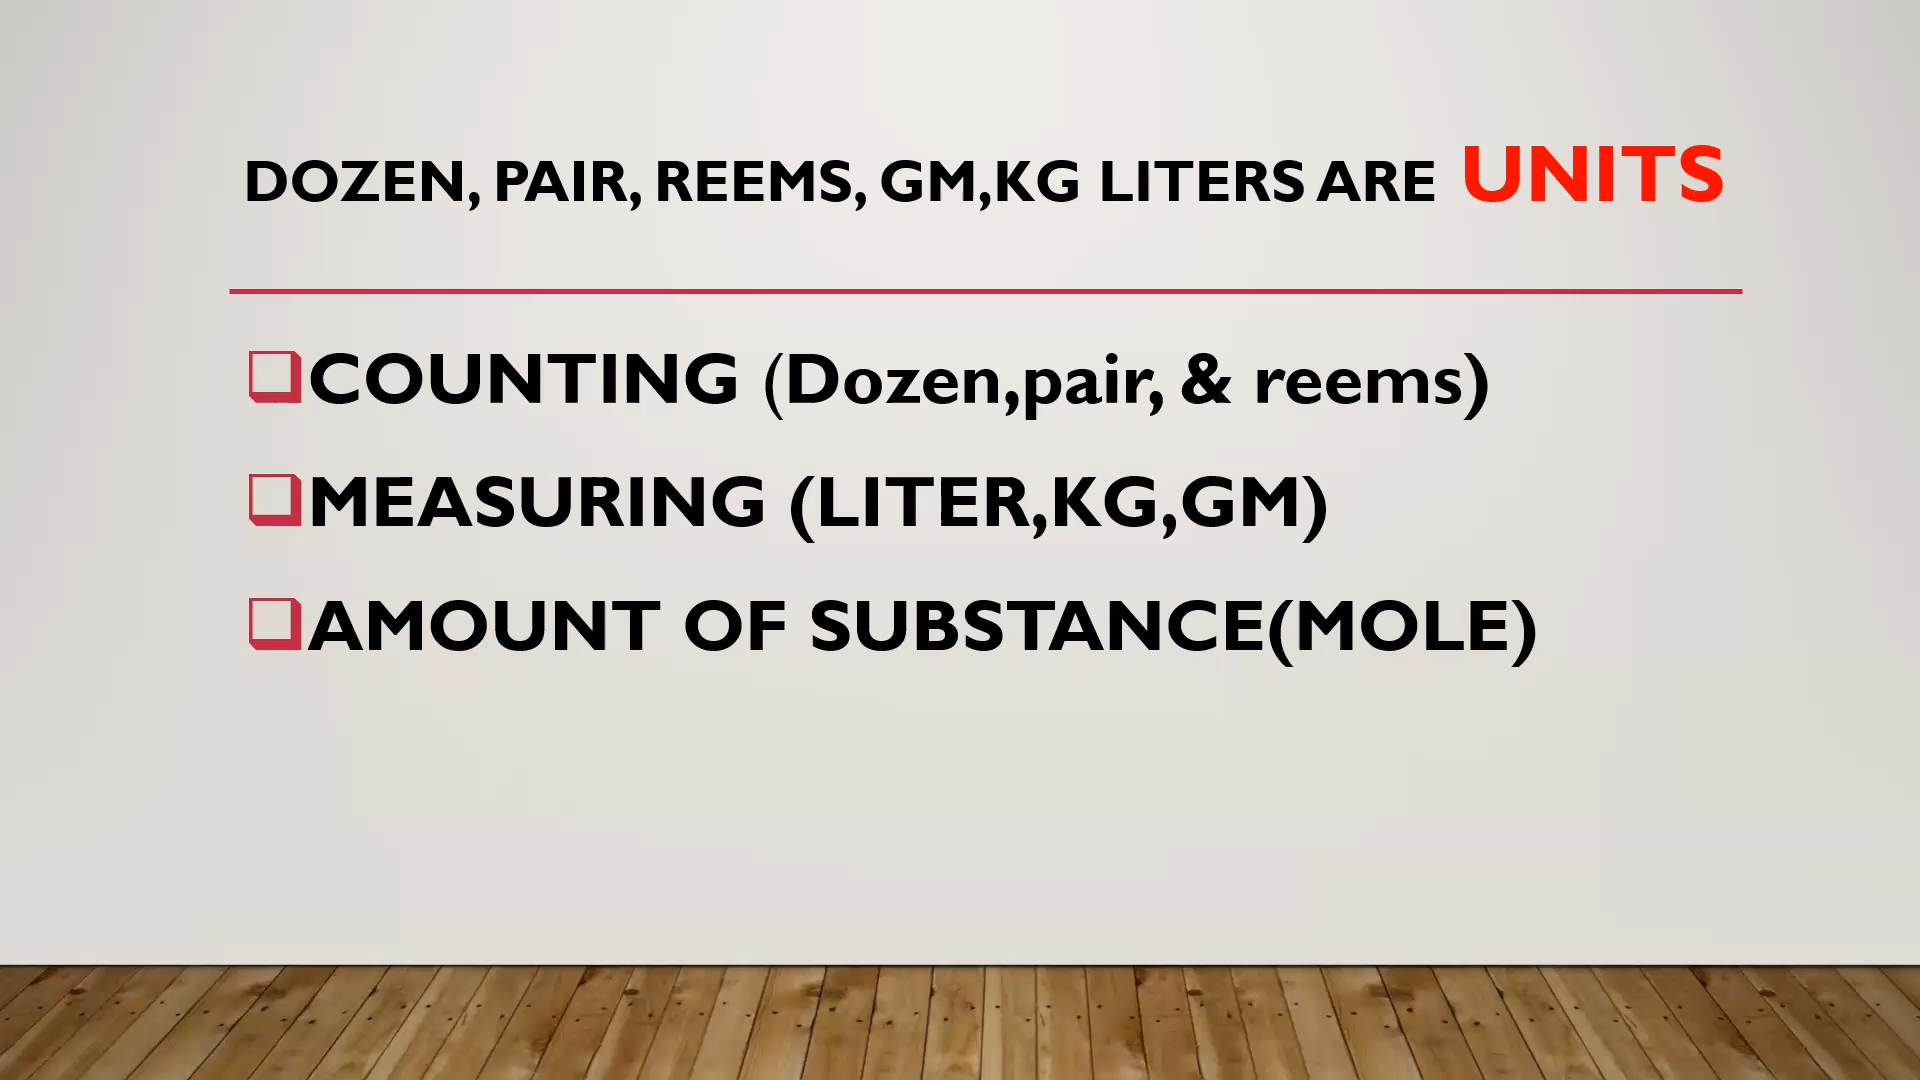 DOZEN, PAIR, REEMS, GM,KG LITERS ARE UNITS
COUNTING (Dozen,pair, & reems)
MEASURING (LITER,KG,GM)
AMOUNT OF SUBSTANCE(MOLE)